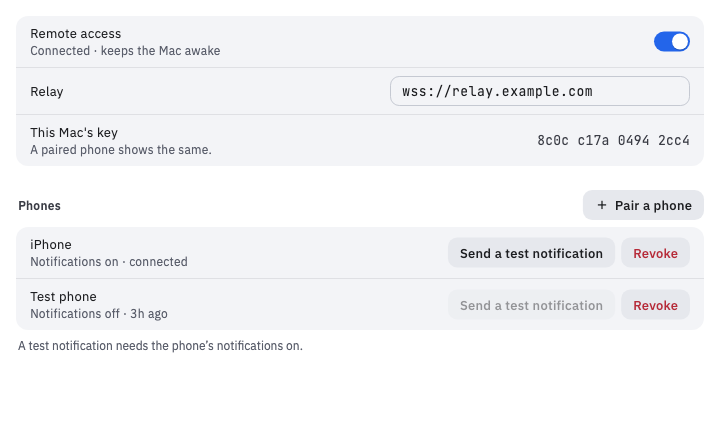 Remote access
Connected · keeps the Mac awake
Relay
wss://relay.example.com
This Mac's key
A paired phone shows the same.
8c0c c17a 0494 2cc4
Phones
+ Pair a phone
iPhone
Notifications on · connected
Send a test notification
Revoke
Test phone
Notifications off · 3h ago
Send a test notification
Revoke
A test notification needs the phone’s notifications on.